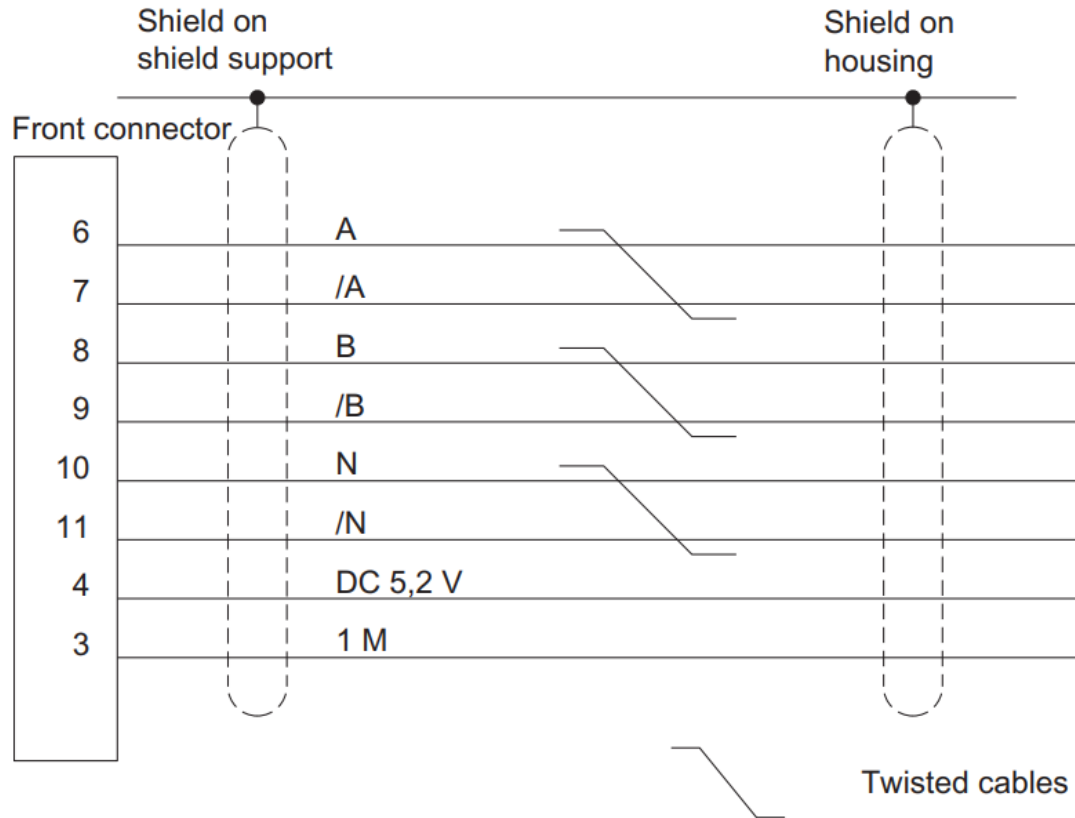 Shield on
shield support
Shield on
housing
Front connector
6 A
7 /A
8 B
9 /B
10 N
11 /N
4 DC 5,2 V
3 1 M
Twisted cables